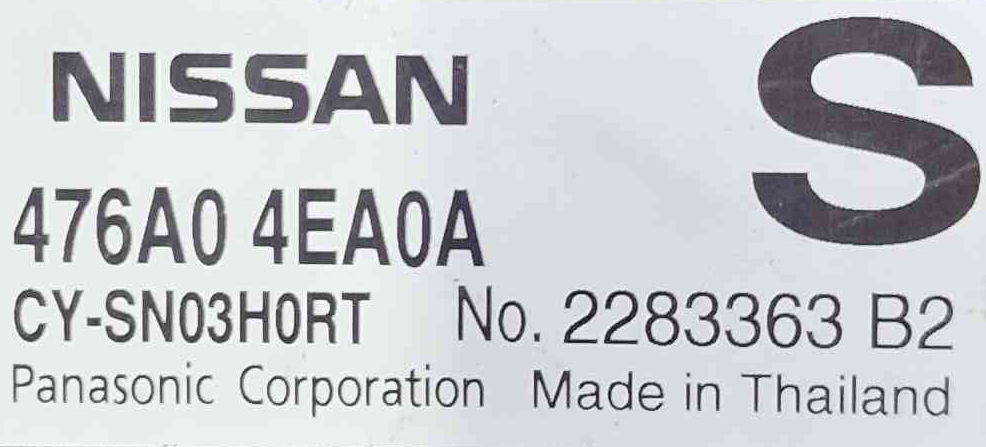 NISSAN S
476A0 4EA0A
CY-SN03H0RT No. 2283363 B2
Panasonic Corporation Made in Thailand